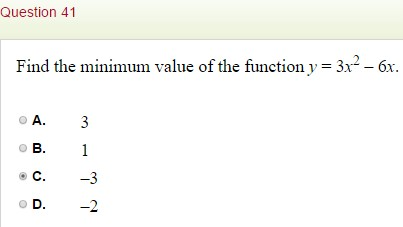 Question 41
Find the minimum value of the function y = 3x² – 6x.
A. 3
B. 1
C. –3
D. –2